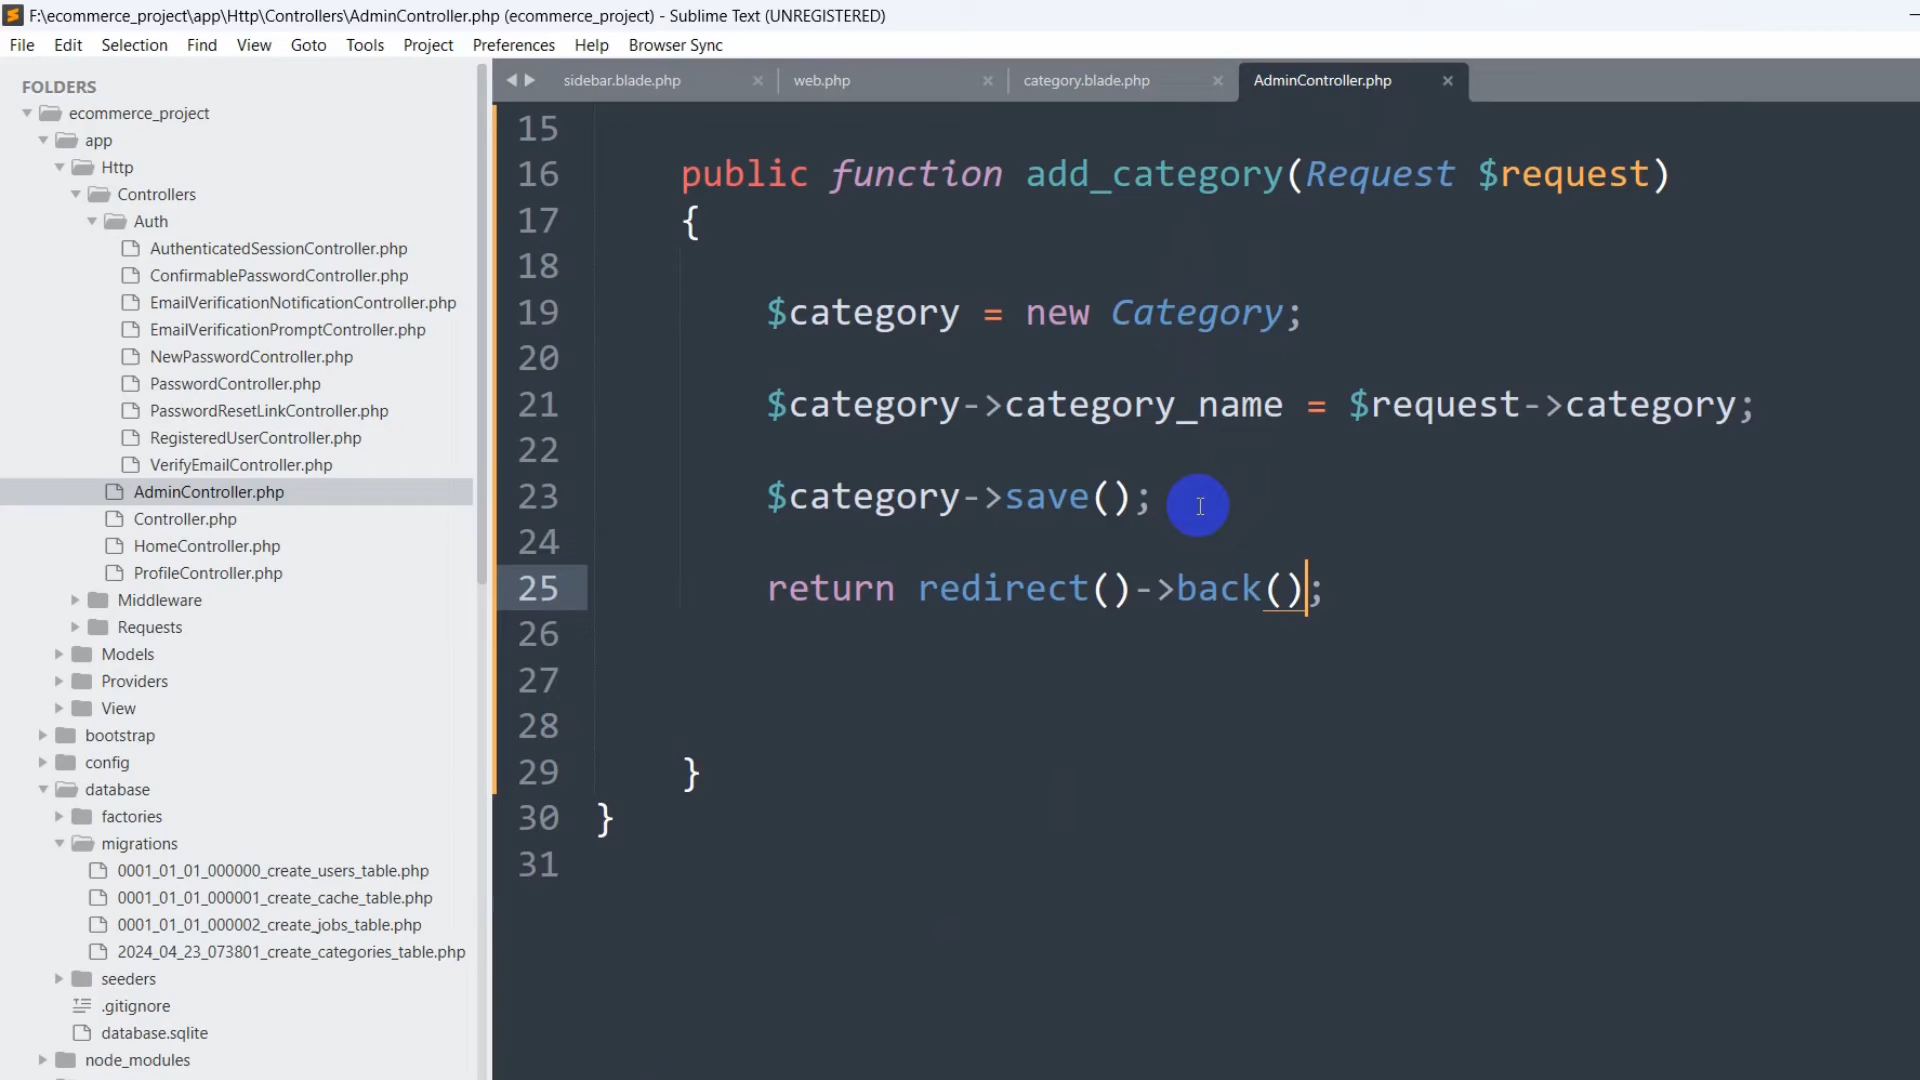 F:\ecommerce_project\app\Http\Controllers\AdminController.php (ecommerce_project) - Sublime Text (UNREGISTERED)
File Edit Selection Find View Goto Tools Project Preferences Help Browser Sync
FOLDERS
ecommerce_project
app
Http
Controllers
Auth
AuthenticatedSessionController.php
ConfirmablePasswordController.php
EmailVerificationNotificationController.php
EmailVerificationPromptController.php
NewPasswordController.php
PasswordController.php
PasswordResetLinkController.php
RegisteredUserController.php
VerifyEmailController.php
AdminController.php
Controller.php
HomeController.php
ProfileController.php
Middleware
Requests
Models
Providers
View
bootstrap
config
database
factories
migrations
0001_01_01_000000_create_users_table.php
0001_01_01_000001_create_cache_table.php
0001_01_01_000002_create_jobs_table.php
2024_04_23_073801_create_categories_table.php
seeders
.gitignore
database.sqlite
node_modules
sidebar.blade.php web.php category.blade.php AdminController.php
15
16 public function add_category(Request $request)
17 {
18
19 $category = new Category;
20
21 $category->category_name = $request->category;
22
23 $category->save();
24
25 return redirect()->back();
26
27
28
29 }
30 }
31